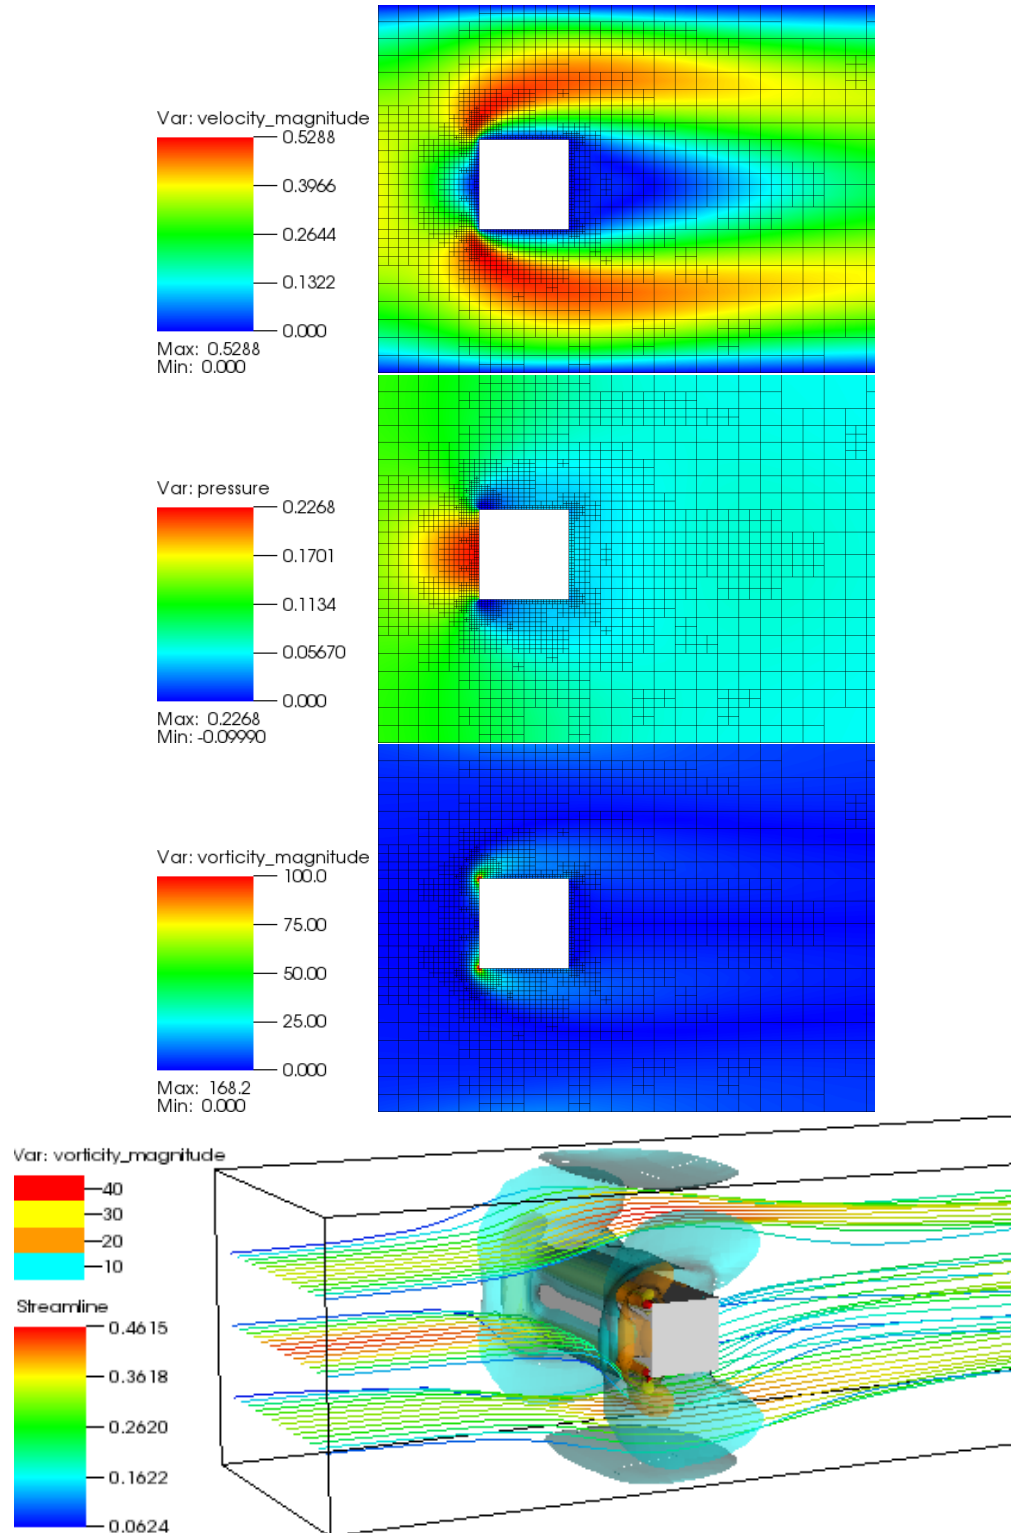 Var: velocity_magnitude
0.5288
0.3966
0.2644
0.1322
0.000
Max: 0.5288
Min: 0.000
Var: pressure
0.2268
0.1701
0.1134
0.05670
0.000
Max: 0.2268
Min: -0.09990
Var: vorticity_magnitude
100.0
75.00
50.00
25.00
0.000
Max: 168.2
Min: 0.000
Var: vorticity_magnitude
40
30
20
10
Streamline
0.4615
0.3618
0.2620
0.1622
0.0624